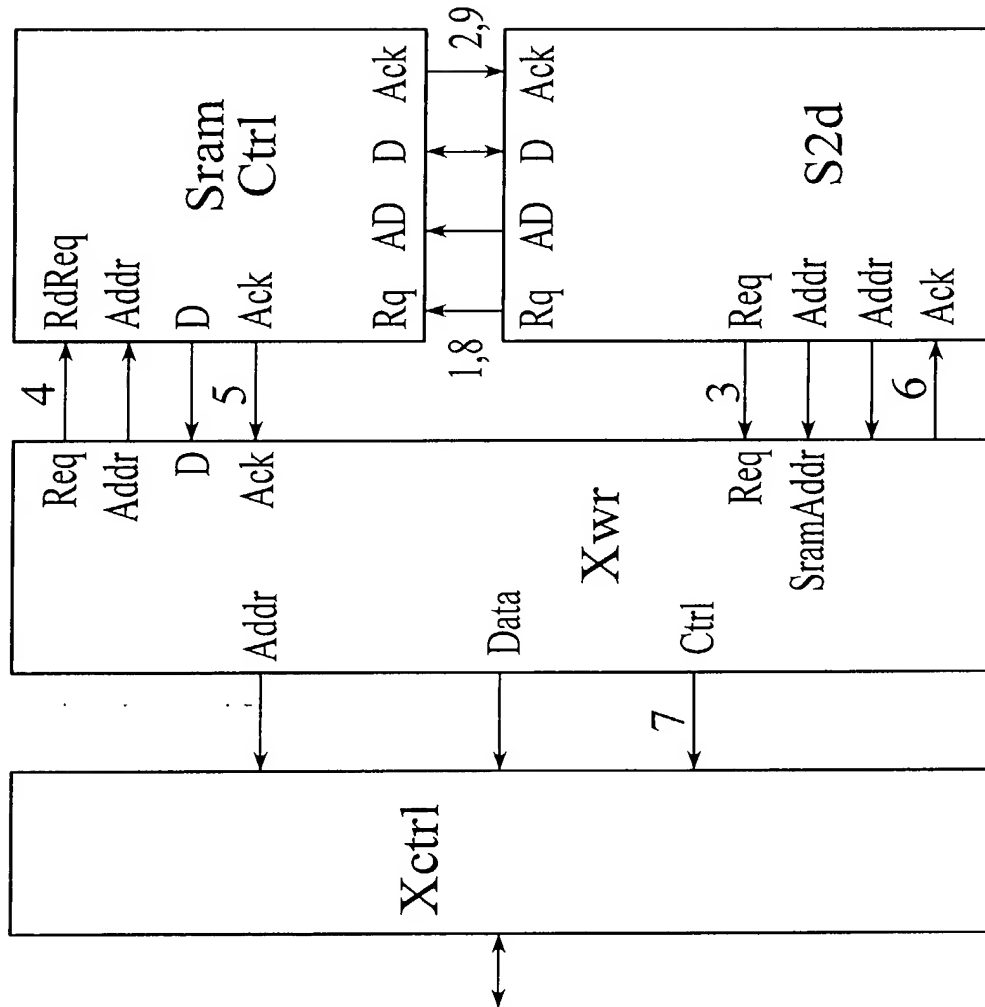 Sram
Ctrl
RdReq
Addr
D
Ack
Rq
AD
D
Ack
4
5
1,8
2,9
Rq
AD
D
Ack
S2d
Req
Addr
Addr
Ack
3
6
Req
Addr
D
Ack
Xwr
Req
SramAddr
Addr
Data
Ctrl
7
Xctrl